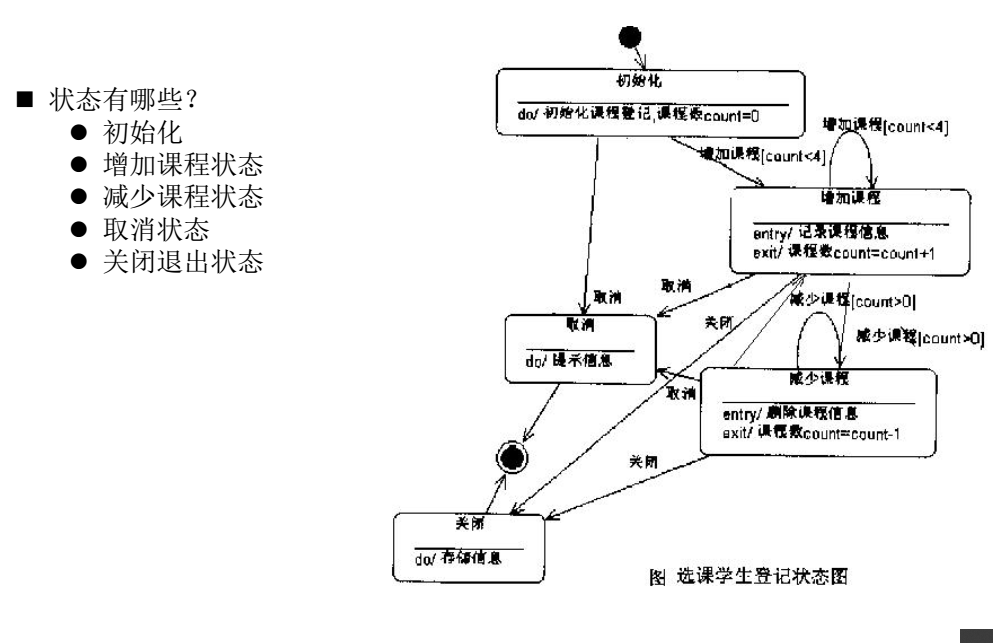 ■ 状态有哪些？
● 初始化
● 增加课程状态
● 减少课程状态
● 取消状态
● 关闭退出状态
初始化
do/ 初始化课程登记,课程数count=0
增加课程[count<4]
增加课程[count<4]
增加课程
entry/ 记录课程信息
exit/ 课程数count=count+1
取消
取消
减少课程[count>0]
取消
关闭
减少课程[count>0]
do/ 提示信息
减少课程
取消
entry/ 删除课程信息
exit/ 课程数count=count-1
关闭
关闭
do/ 存储信息
图 选课学生登记状态图